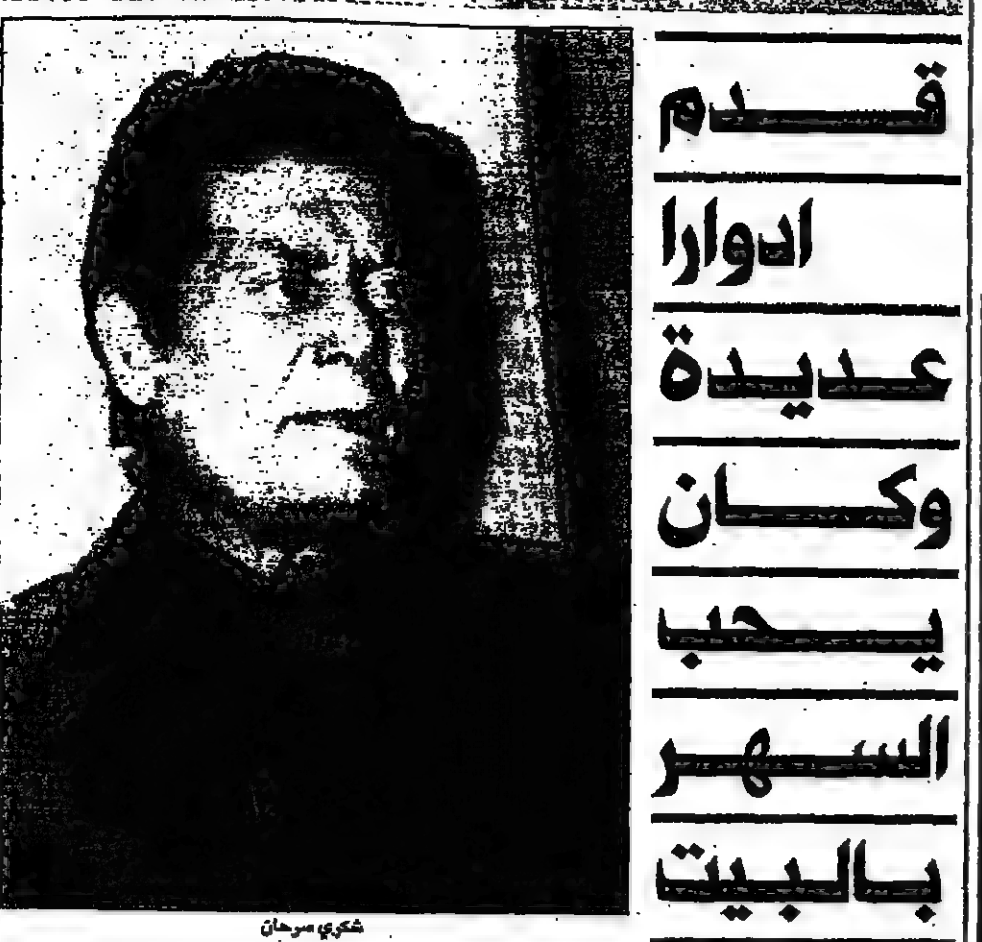 قدم
ادوارا
عديدة
وكان
يحب
السهر
بالبيت
شكري سرحان